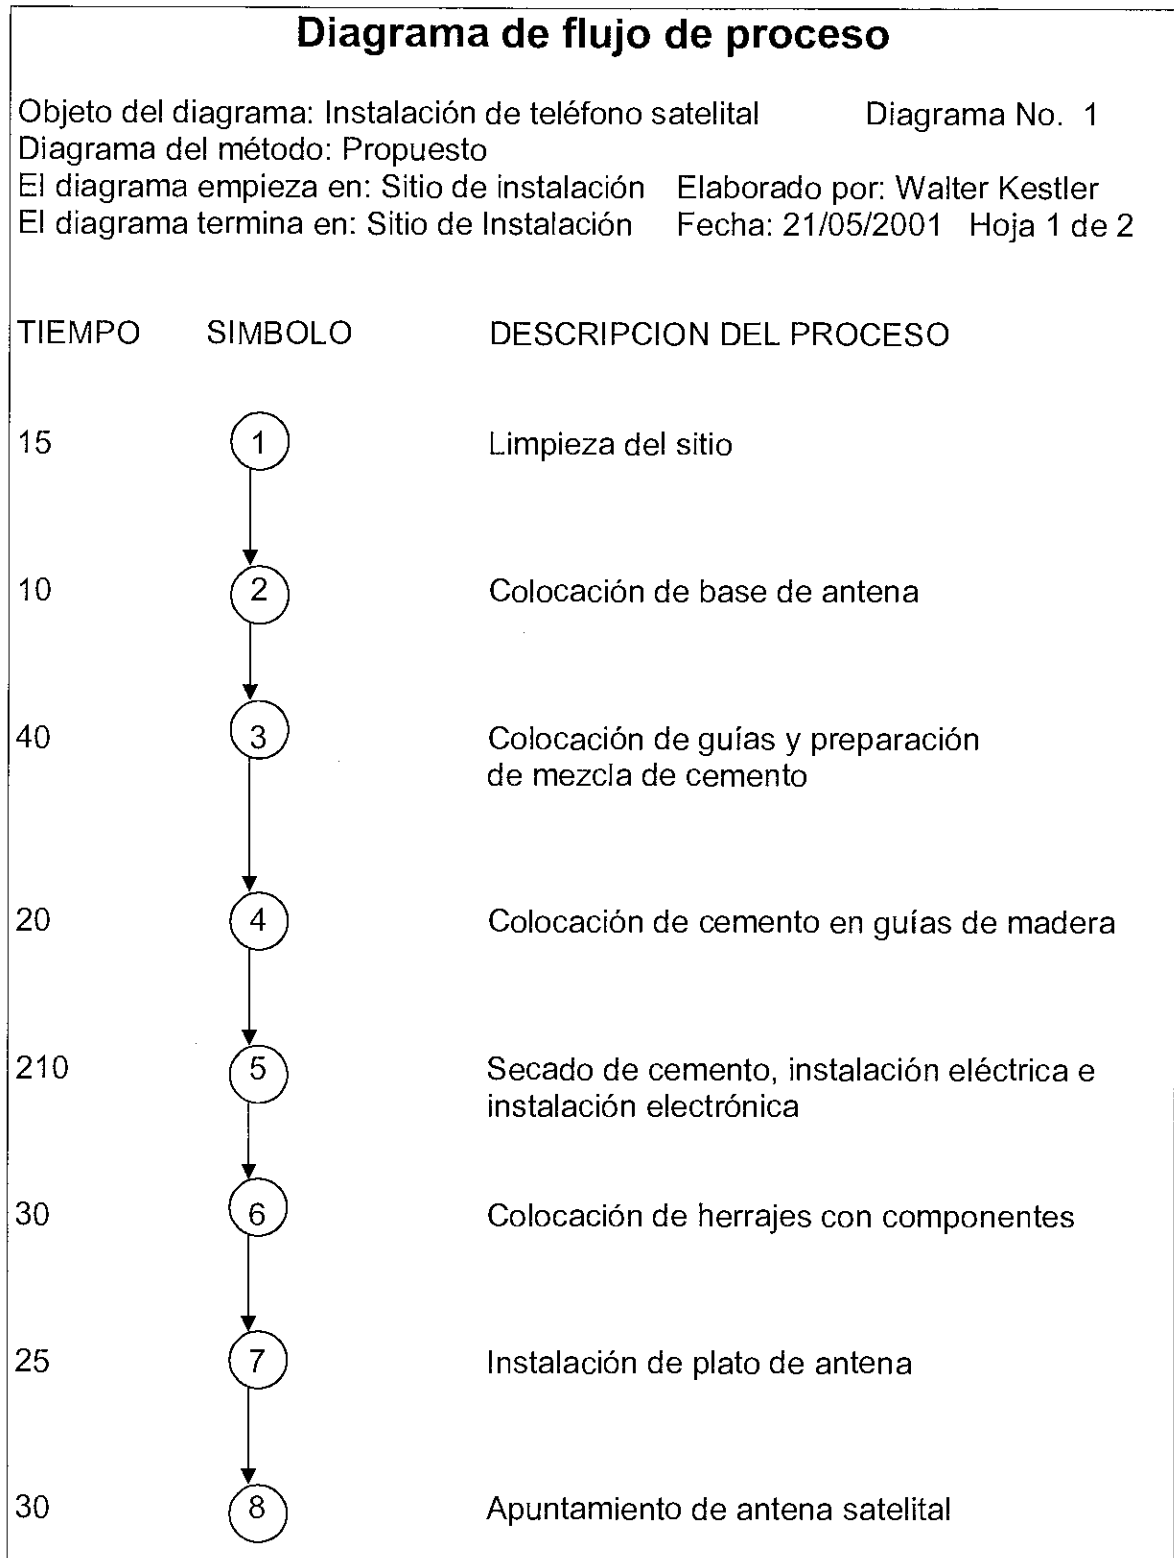 Diagrama de flujo de proceso
Objeto del diagrama: Instalación de teléfono satelital Diagrama No. 1
Diagrama del método: Propuesto
El diagrama empieza en: Sitio de instalación Elaborado por: Walter Kestler
El diagrama termina en: Sitio de Instalación Fecha: 21/05/2001 Hoja 1 de 2
TIEMPO SIMBOLO DESCRIPCION DEL PROCESO
15 1 Limpieza del sitio
10 2 Colocación de base de antena
40 3 Colocación de guías y preparación
de mezcla de cemento
20 4 Colocación de cemento en guías de madera
210 5 Secado de cemento, instalación eléctrica e
instalación electrónica
30 6 Colocación de herrajes con componentes
25 7 Instalación de plato de antena
30 8 Apuntamiento de antena satelital